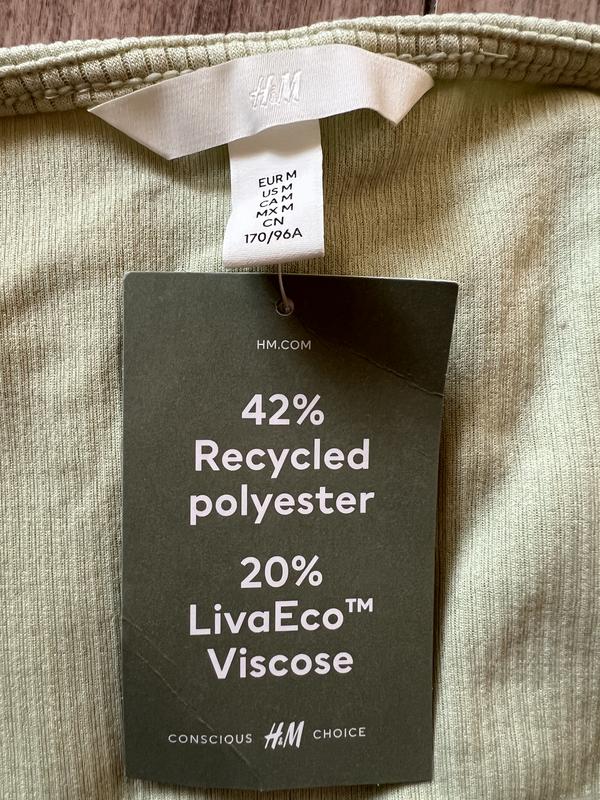 H&M
EUR M
US M
CA M
MX M
CN
170/96A
HM.COM
42%
Recycled
polyester
20%
LivaEco™
Viscose
CONSCIOUS H&M CHOICE